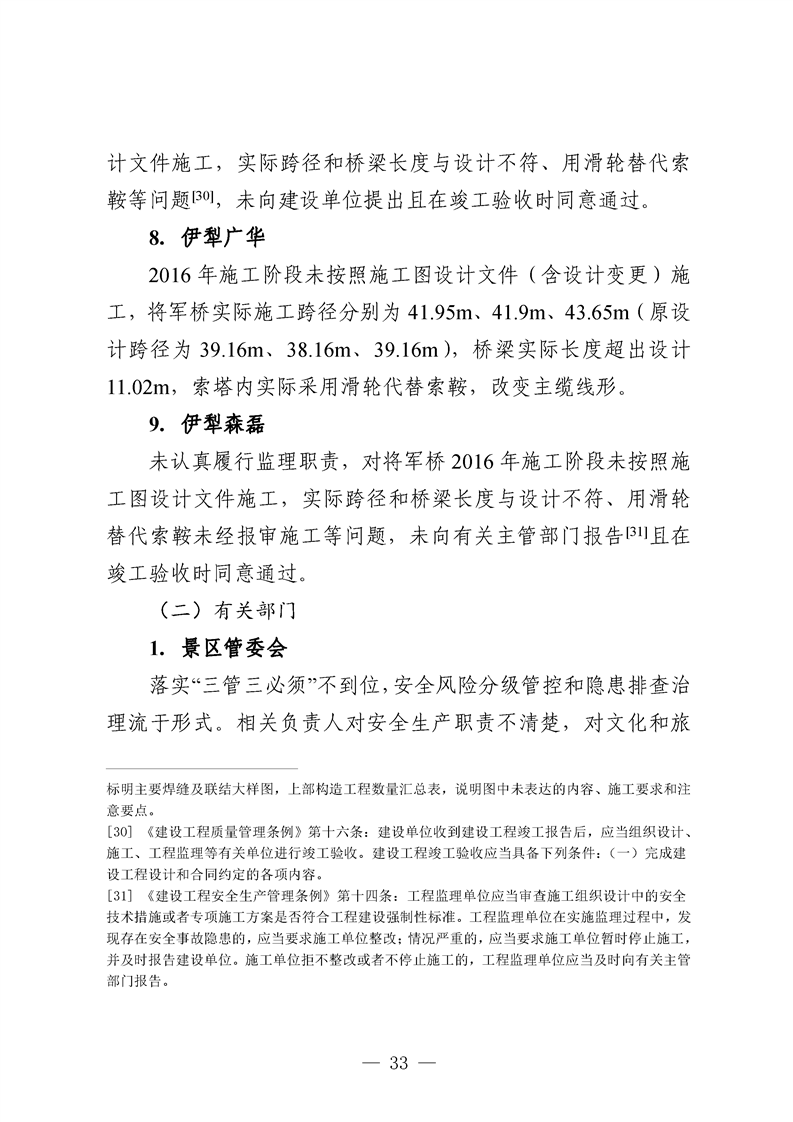 计文件施工，实际跨径和桥梁长度与设计不符、用滑轮替代索
鞍等问题[30]，未向建设单位提出且在竣工验收时同意通过。
8. 伊犁广华
2016 年施工阶段未按照施工图设计文件（含设计变更）施
工，将军桥实际施工跨径分别为 41.95m、41.9m、43.65m（原设
计跨径为 39.16m、38.16m、39.16m），桥梁实际长度超出设计
11.02m，索塔内实际采用滑轮代替索鞍，改变主缆线形。
9. 伊犁森磊
未认真履行监理职责，对将军桥 2016 年施工阶段未按照施
工图设计文件施工，实际跨径和桥梁长度与设计不符、用滑轮
替代索鞍未经报审施工等问题，未向有关主管部门报告[31]且在
竣工验收时同意通过。
（二）有关部门
1. 景区管委会
落实“三管三必须”不到位，安全风险分级管控和隐患排查治
理流于形式。相关负责人对安全生产职责不清楚，对文化和旅
标明主要焊缝及联结大样图，上部构造工程数量汇总表，说明图中未表达的内容、施工要求和注
意要点。
[30] 《建设工程质量管理条例》第十六条：建设单位收到建设工程竣工报告后，应当组织设计、
施工、工程监理等有关单位进行竣工验收。建设工程竣工验收应当具备下列条件：（一）完成建
设工程设计和合同约定的各项内容。
[31] 《建设工程安全生产管理条例》第十四条：工程监理单位应当审查施工组织设计中的安全
技术措施或者专项施工方案是否符合工程建设强制性标准。工程监理单位在实施监理过程中，发
现存在安全事故隐患的，应当要求施工单位整改；情况严重的，应当要求施工单位暂时停止施工，
并及时报告建设单位。施工单位拒不整改或者不停止施工的，工程监理单位应当及时向有关主管
部门报告。
— 33 —